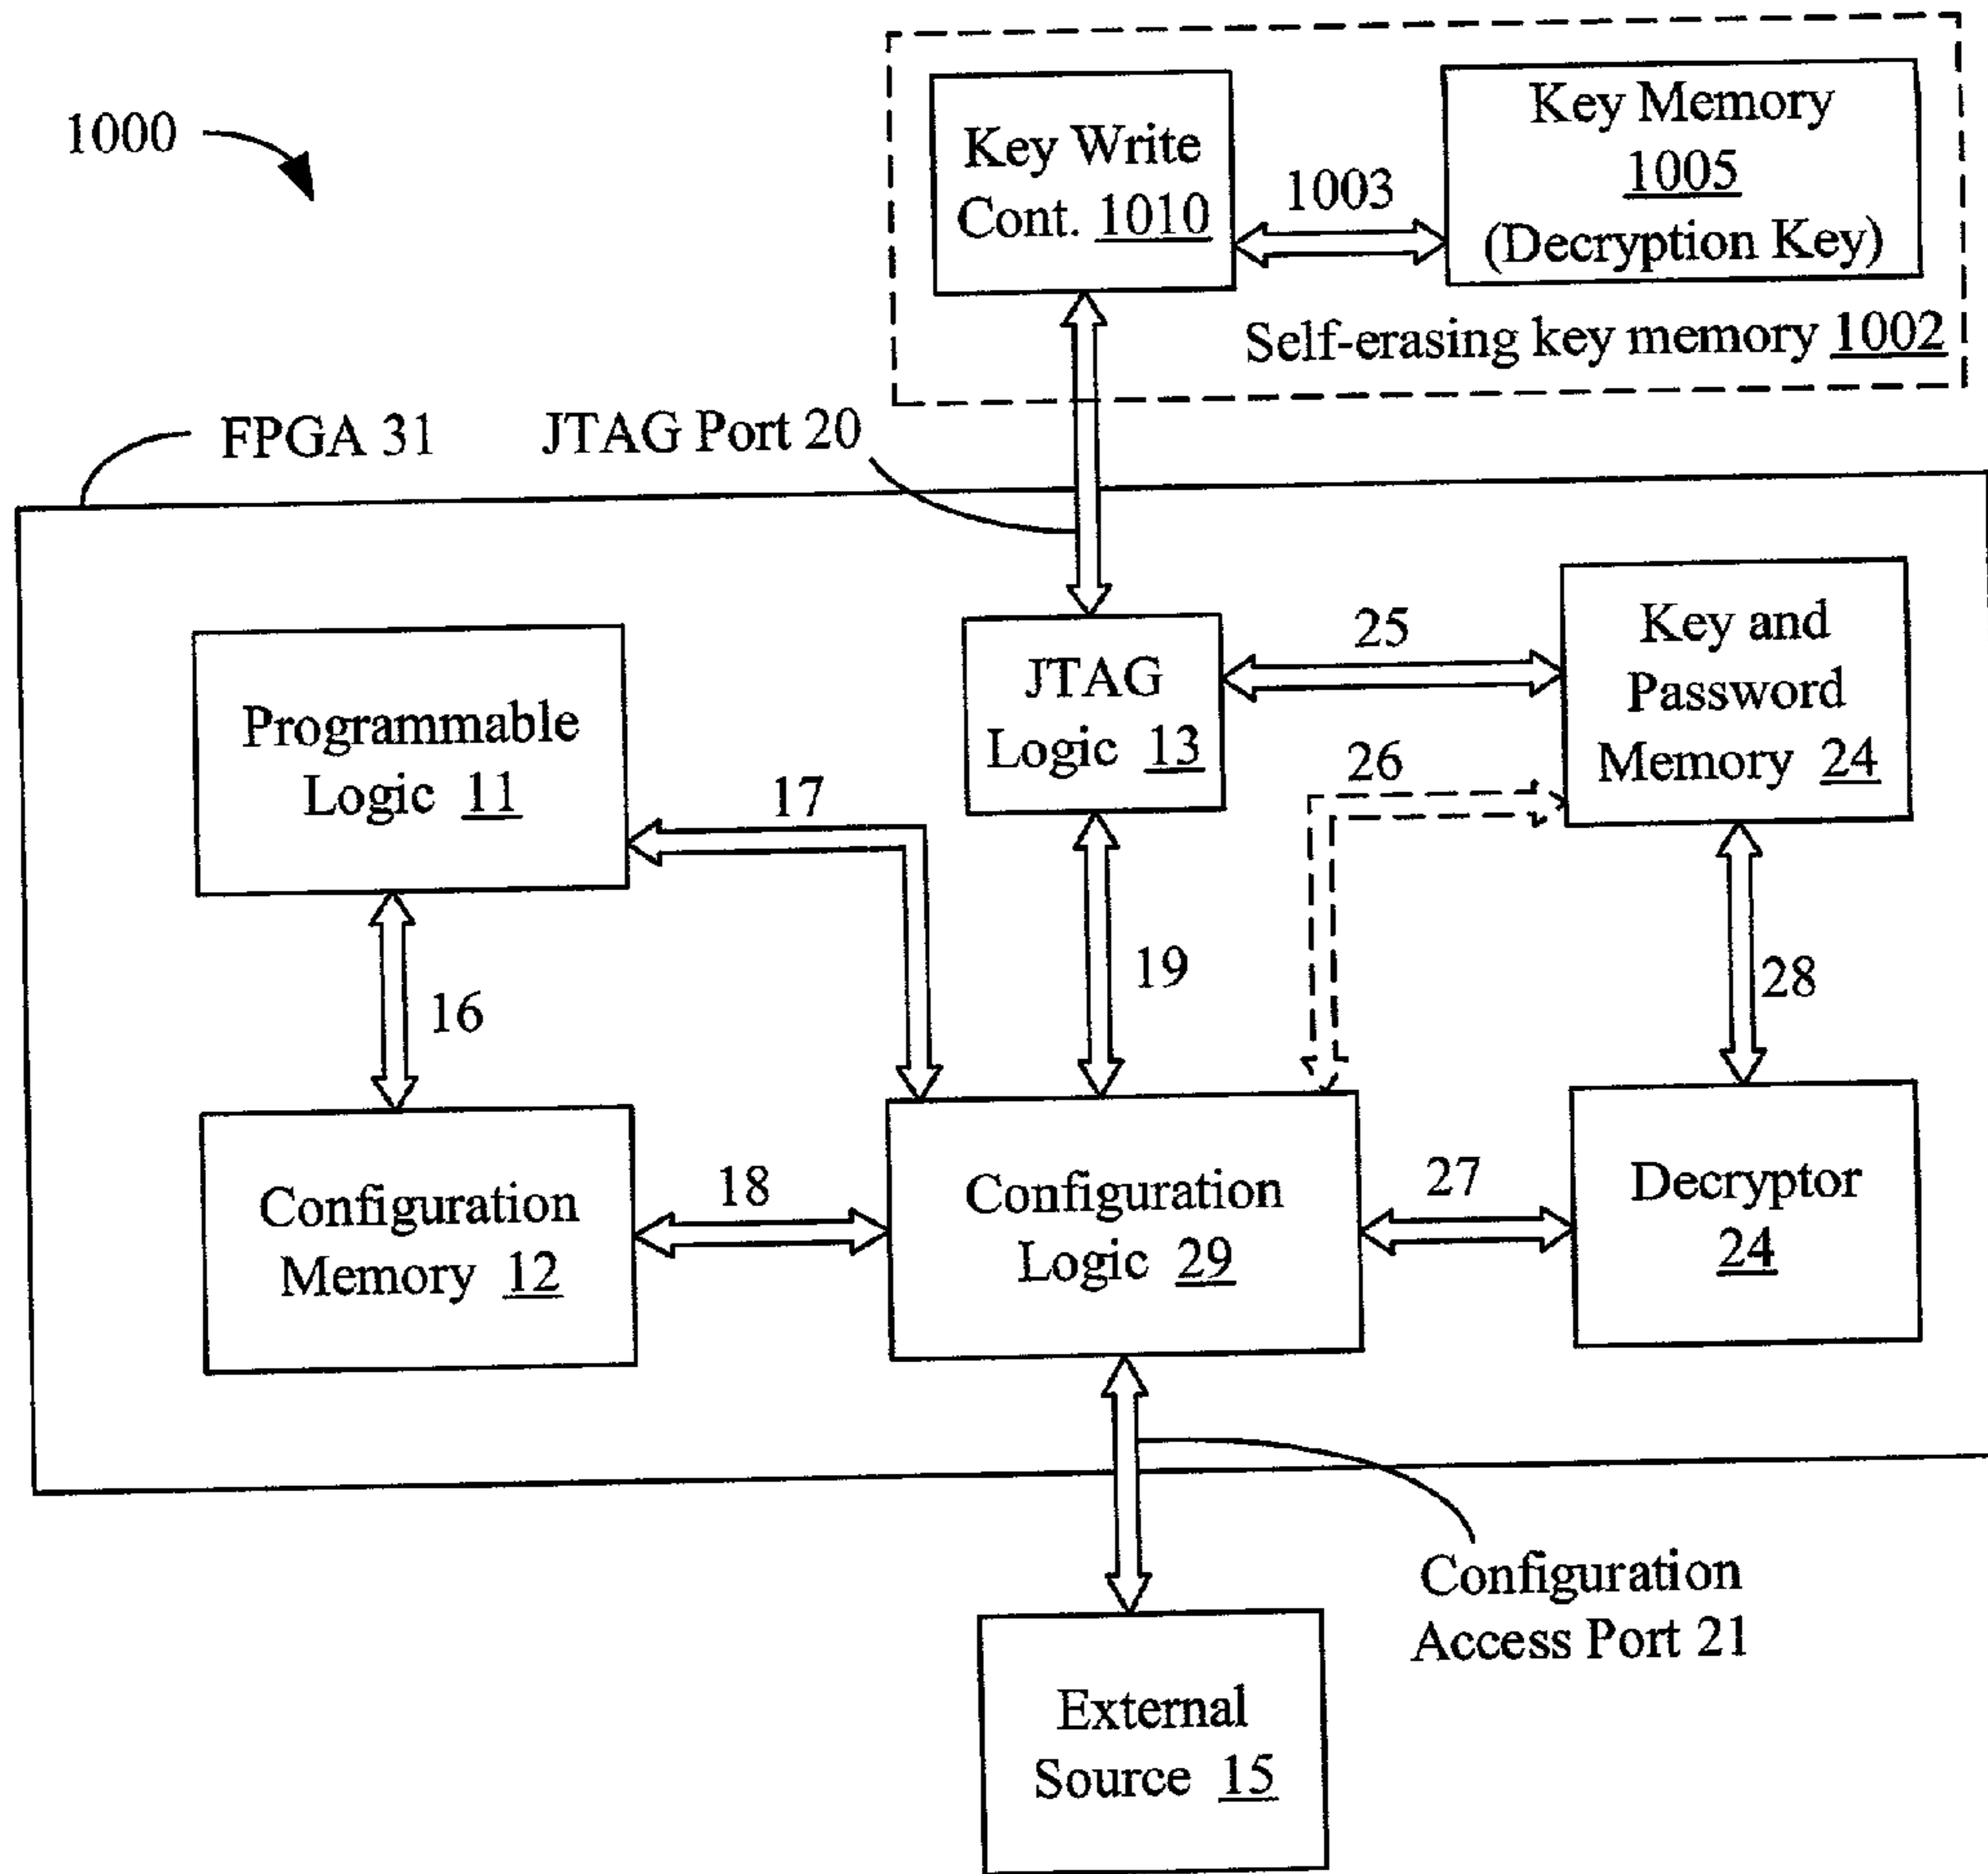 1000
Key Write
Cont. 1010
1003
Key Memory
1005
(Decryption Key)
Self-erasing key memory 1002
FPGA 31
JTAG Port 20
Programmable
Logic 11
JTAG
Logic 13
25
Key and
Password
Memory 24
17
26
16
19
28
Configuration
Memory 12
18
Configuration
Logic 29
27
Decryptor
24
Configuration
Access Port 21
External
Source 15